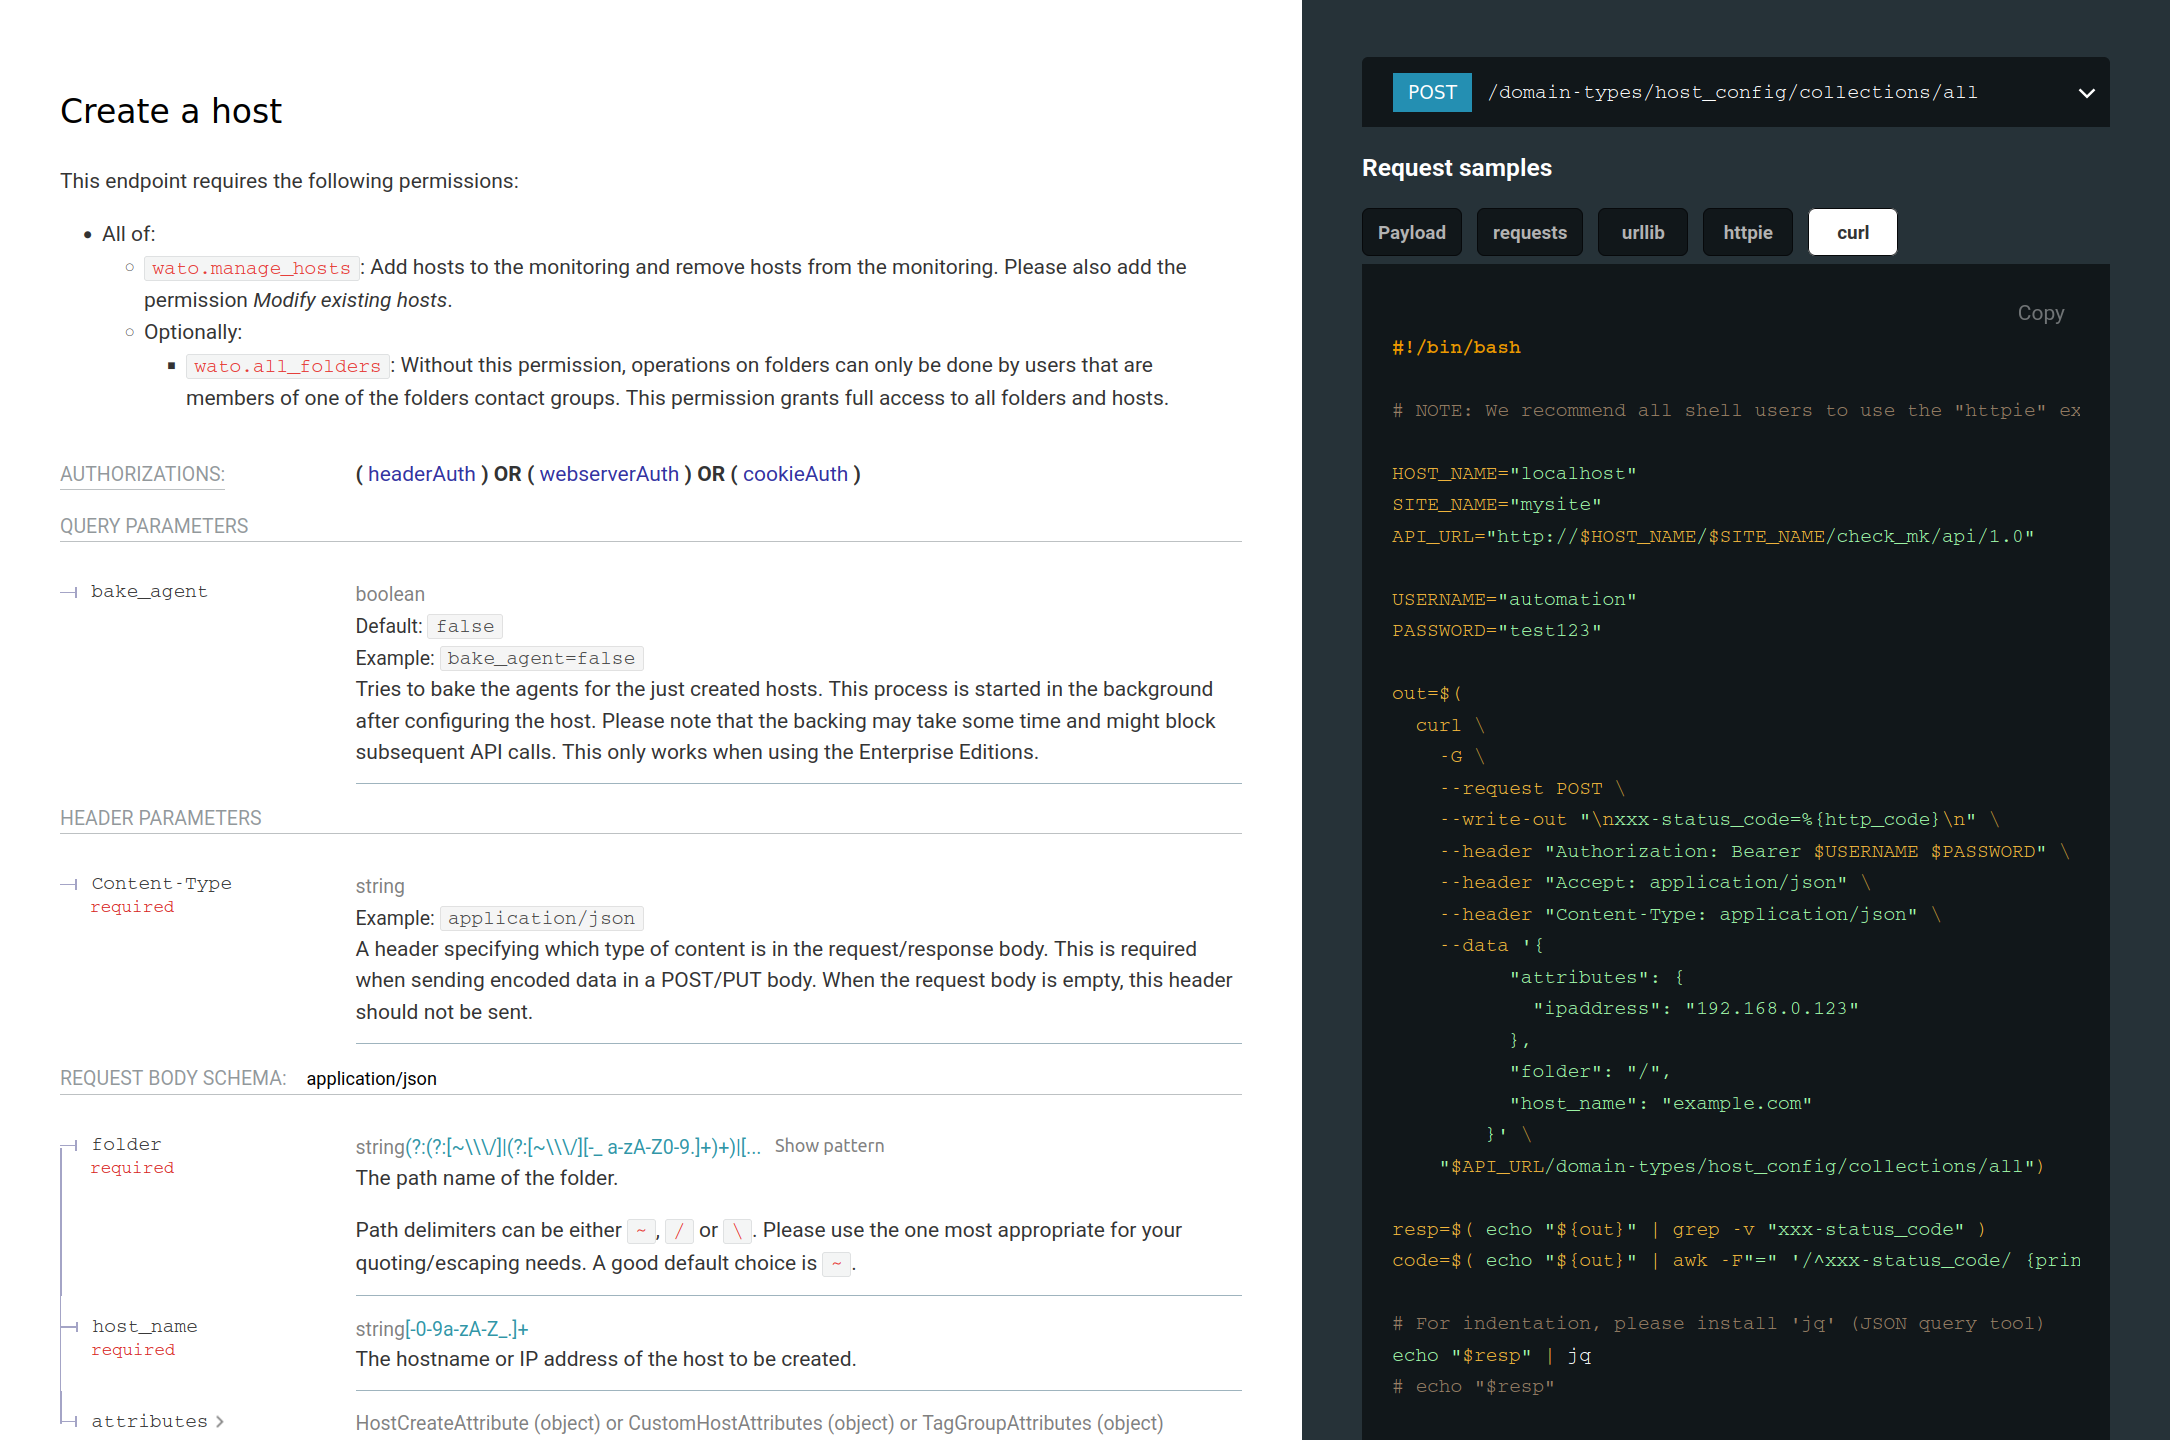 Create a host
This endpoint requires the following permissions:
All of:
wato.manage_hosts : Add hosts to the monitoring and remove hosts from the monitoring. Please also add the
permission Modify existing hosts.
Optionally:
wato.all_folders : Without this permission, operations on folders can only be done by users that are
members of one of the folders contact groups. This permission grants full access to all folders and hosts.
AUTHORIZATIONS: ( headerAuth ) OR ( webserverAuth ) OR ( cookieAuth )
QUERY PARAMETERS
bake_agent
boolean
Default: false
Example: bake_agent=false
Tries to bake the agents for the just created hosts. This process is started in the background
after configuring the host. Please note that the backing may take some time and might block
subsequent API calls. This only works when using the Enterprise Editions.
HEADER PARAMETERS
Content-Type
required
string
Example: application/json
A header specifying which type of content is in the request/response body. This is required
when sending encoded data in a POST/PUT body. When the request body is empty, this header
should not be sent.
REQUEST BODY SCHEMA: application/json
folder
required
string(?:(?:[~\\\/]|(?:[~\\\/][-_ a-zA-Z0-9.]+)+)|[... Show pattern
The path name of the folder.
Path delimiters can be either ~ , / or \ . Please use the one most appropriate for your
quoting/escaping needs. A good default choice is ~ .
host_name
required
string[-0-9a-zA-Z_.]+
The hostname or IP address of the host to be created.
attributes
HostCreateAttribute (object) or CustomHostAttributes (object) or TagGroupAttributes (object)
POST /domain-types/host_config/collections/all
Request samples
Payload requests urllib httpie curl
Copy
#!/bin/bash
# NOTE: We recommend all shell users to use the "httpie" ex
HOST_NAME="localhost"
SITE_NAME="mysite"
API_URL="http://$HOST_NAME/$SITE_NAME/check_mk/api/1.0"
USERNAME="automation"
PASSWORD="test123"
out=$(
curl \
-G \
--request POST \
--write-out "\nxxx-status_code=%{http_code}\n" \
--header "Authorization: Bearer $USERNAME $PASSWORD" \
--header "Accept: application/json" \
--header "Content-Type: application/json" \
--data '{
"attributes": {
"ipaddress": "192.168.0.123"
},
"folder": "/",
"host_name": "example.com"
}' \
"$API_URL/domain-types/host_config/collections/all")
resp=$( echo "${out}" | grep -v "xxx-status_code" )
code=$( echo "${out}" | awk -F"=" '/^xxx-status_code/ {prin
# For indentation, please install 'jq' (JSON query tool)
echo "$resp" | jq
# echo "$resp"